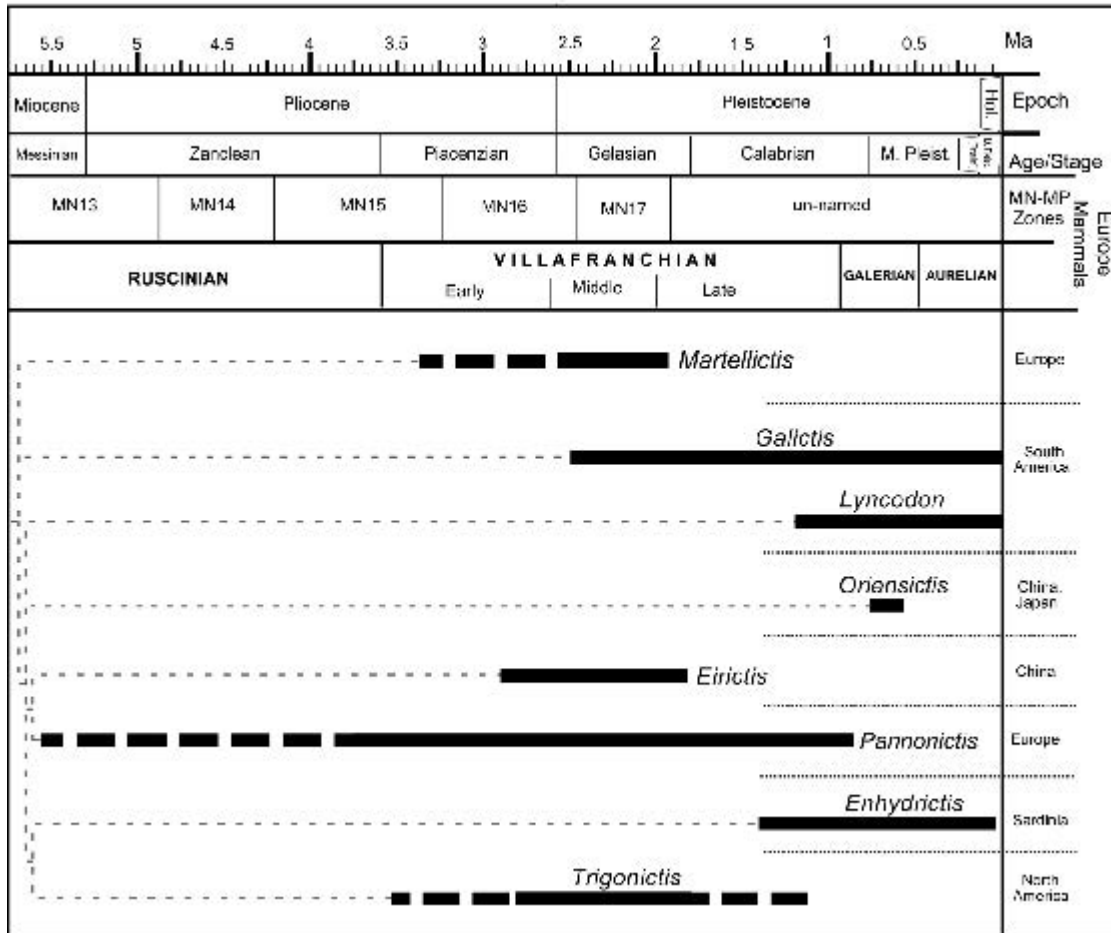 5.5 5 4.5 4 3.5 3 2.5 2 1 5 1 0.5 Ma
Miocene Pliocene Pleistocene Hol. Epoch
Messinian Zanclean Piacenzian Gelasian Calabrian M. Pleist. Age/Stage
MN13 MN14 MN15 MN16 MN17 un-named MN-MP
Zones
Europe
Mammals
RUSCINIAN VILLAFRANCHIAN GALERIAN AURELIAN
Early Middle Late
Martellictis Europe
Galictis South
America
Lyncodon
Oriensictis China,
Japan
Eirictis China
Pannonictis Europe
Enhydrictis Sardinia
Trigonictis North
America